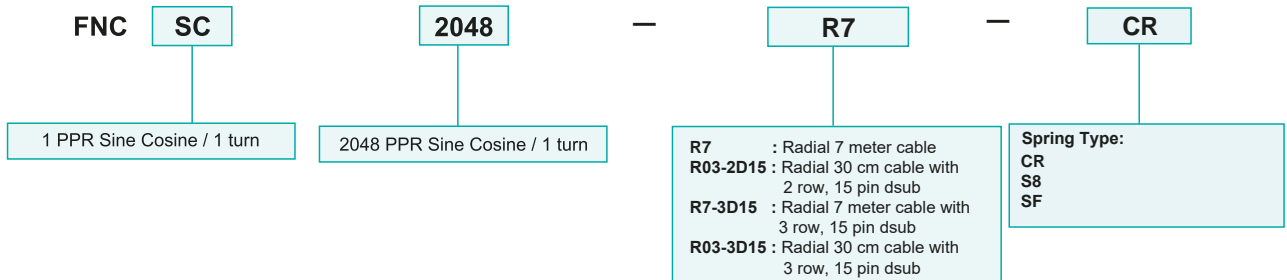 FNC SC 2048 — R7 — CR
1 PPR Sine Cosine / 1 turn
2048 PPR Sine Cosine / 1 turn
R7 : Radial 7 meter cable
R03-2D15 : Radial 30 cm cable with
2 row, 15 pin dsub
R7-3D15 : Radial 7 meter cable with
3 row, 15 pin dsub
R03-3D15 : Radial 30 cm cable with
3 row, 15 pin dsub
Spring Type:
CR
S8
SF